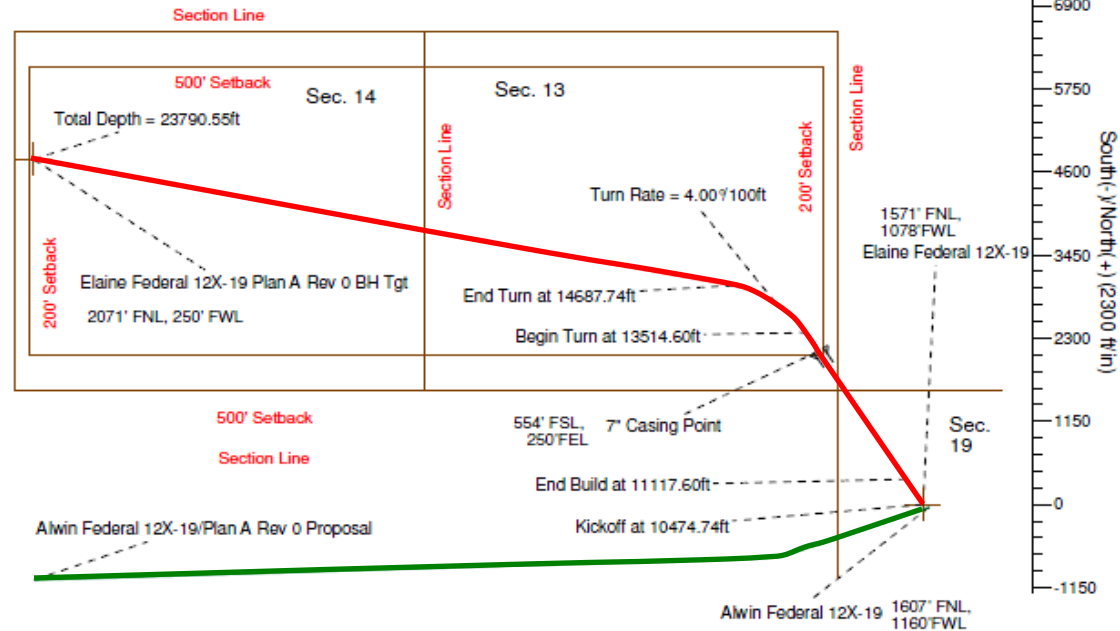 Section Line
6900
500' Setback
Sec. 14
Sec. 13
5750
Total Depth = 23790.55ft
Section Line
Section Line
200' Setback
4600
Turn Rate = 4.00°/100ft
1571' FNL,
1078'FWL
Elaine Federal 12X-19
3450
South(-)/North(+) (2300 ft/in)
200' Setback
Elaine Federal 12X-19 Plan A Rev 0 BH Tgt
2071' FNL, 250' FWL
End Turn at 14687.74ft
Begin Turn at 13514.60ft
2300
500' Setback
554' FSL,
250'FEL
7" Casing Point
Sec.
19
1150
Section Line
End Build at 11117.60ft
Kickoff at 10474.74ft
0
Alwin Federal 12X-19/Plan A Rev 0 Proposal
-1150
Alwin Federal 12X-19
1607' FNL,
1160'FWL